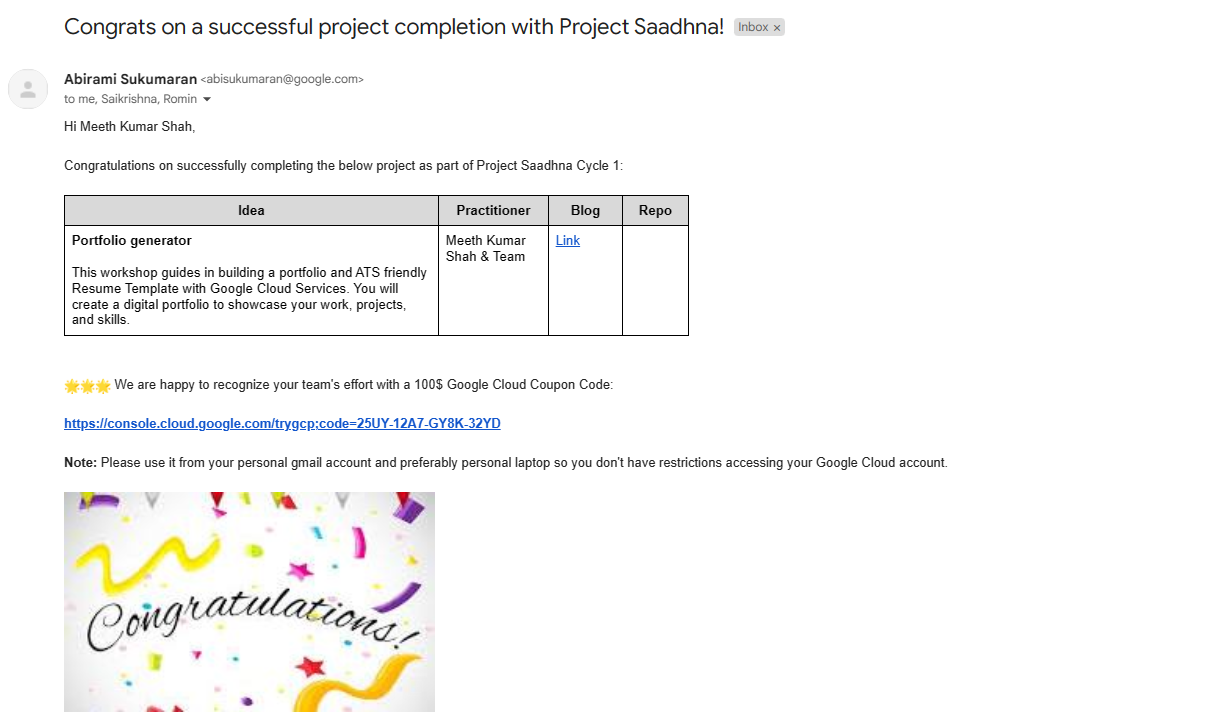 Congrats on a successful project completion with Project Saadhna! Inbox ×
Abirami Sukumaran <abisukumaran@google.com>
to me, Saikrishna, Romin
Hi Meeth Kumar Shah,
Congratulations on successfully completing the below project as part of Project Saadhna Cycle 1:
Idea Practitioner Blog Repo
Portfolio generator Meeth Kumar Link
Shah & Team
This workshop guides in building a portfolio and ATS friendly
Resume Template with Google Cloud Services. You will
create a digital portfolio to showcase your work, projects,
and skills.
🌟🌟🌟 We are happy to recognize your team's effort with a 100$ Google Cloud Coupon Code:
https://console.cloud.google.com/trygcp;code=25UY-12A7-GY8K-32YD
Note: Please use it from your personal gmail account and preferably personal laptop so you don't have restrictions accessing your Google Cloud account.
Congratulations!